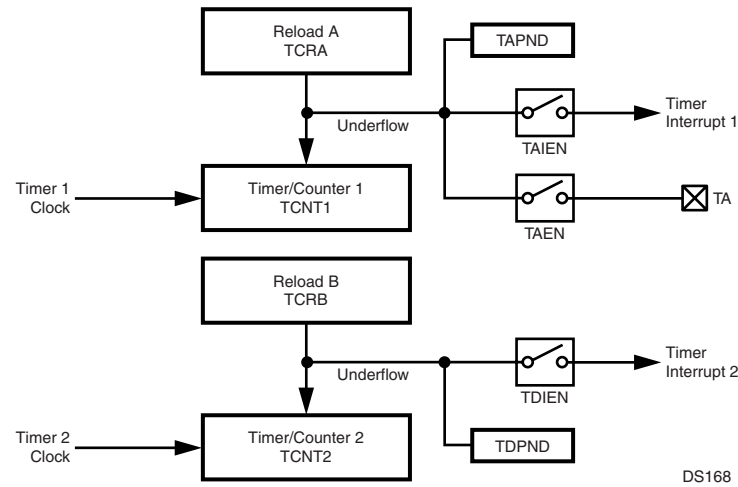 Reload A
TCRA
TAPND
Underflow
TAIEN
Timer
Interrupt 1
Timer 1
Clock
Timer/Counter 1
TCNT1
TAEN
TA
Reload B
TCRB
Underflow
TDIEN
Timer
Interrupt 2
Timer 2
Clock
Timer/Counter 2
TCNT2
TDPND
DS168